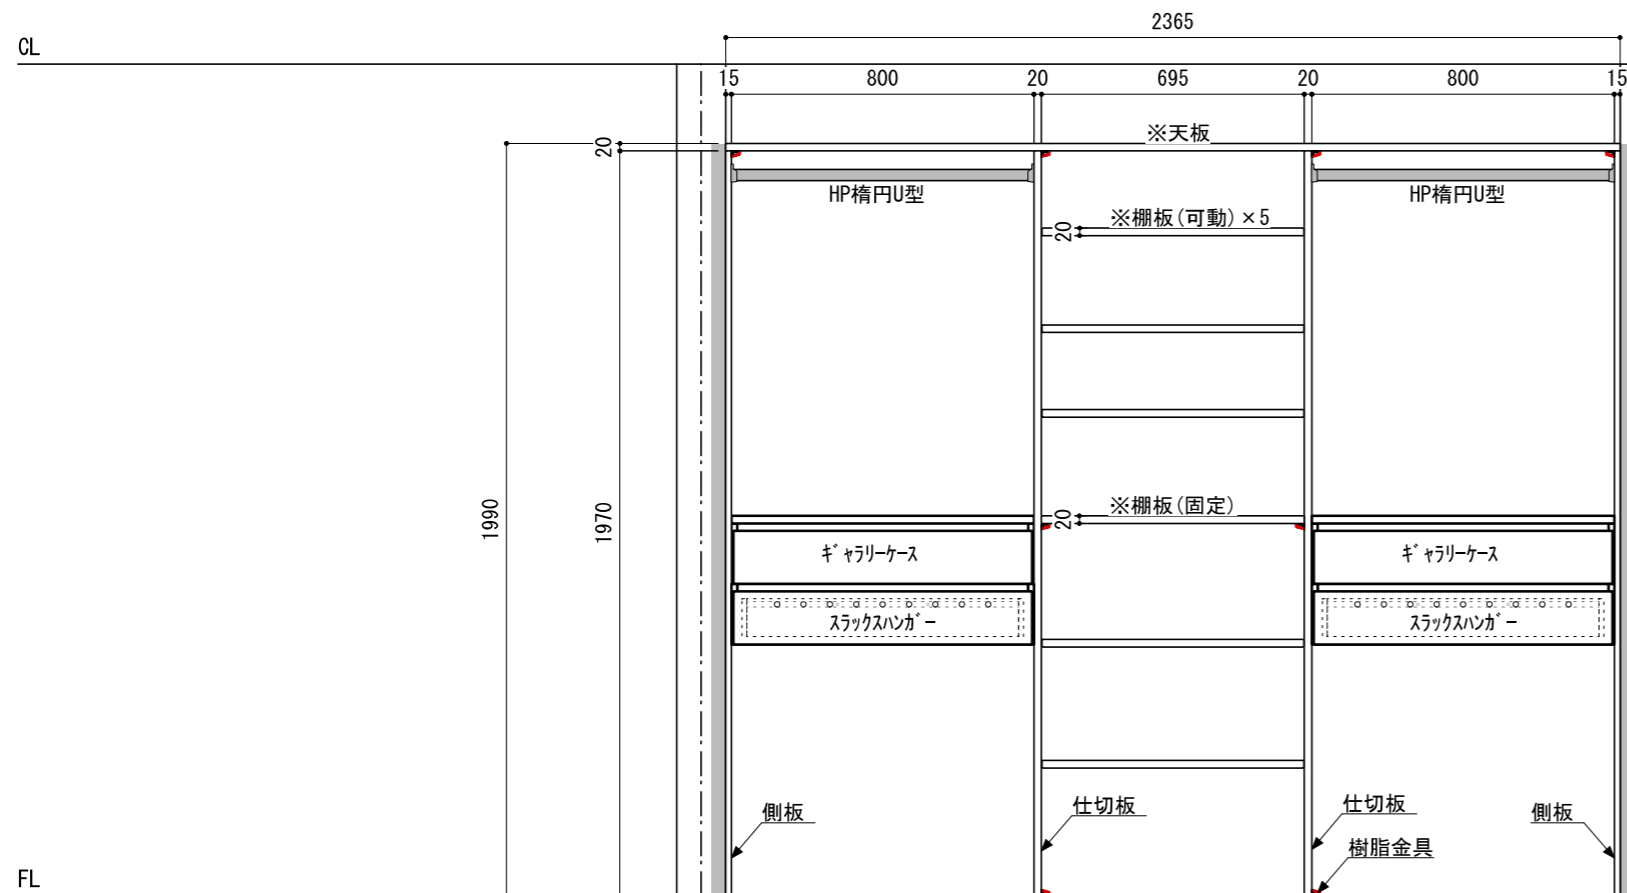 2365
CL
15 800 20 695 20 800 15
※天板
20
HP楕円U型 HP楕円U型
※棚板(可動)×5
20
1990 1970
※棚板(固定)
20
ギャラリーケース ギャラリーケース
スラックスハンガー スラックスハンガー
側板 仕切板 仕切板 側板
樹脂金具
FL